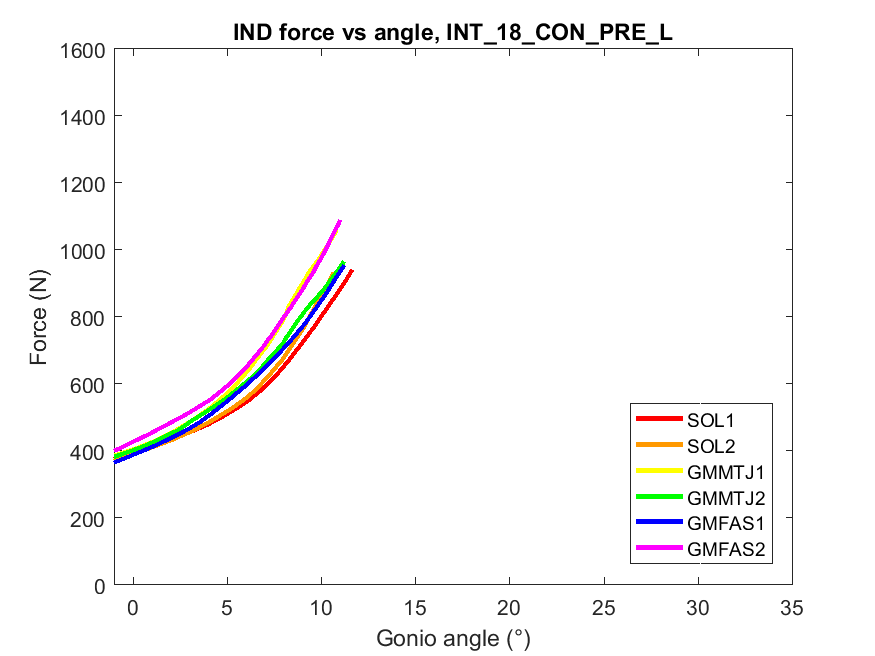 IND force vs angle, INT_18_CON_PRE_L
1600
1400
1200
1000
800
600
400
200
0
Force (N)
0 5 10 15 20 25 30 35
Gonio angle (°)
SOL1
SOL2
GMMTJ1
GMMTJ2
GMFAS1
GMFAS2